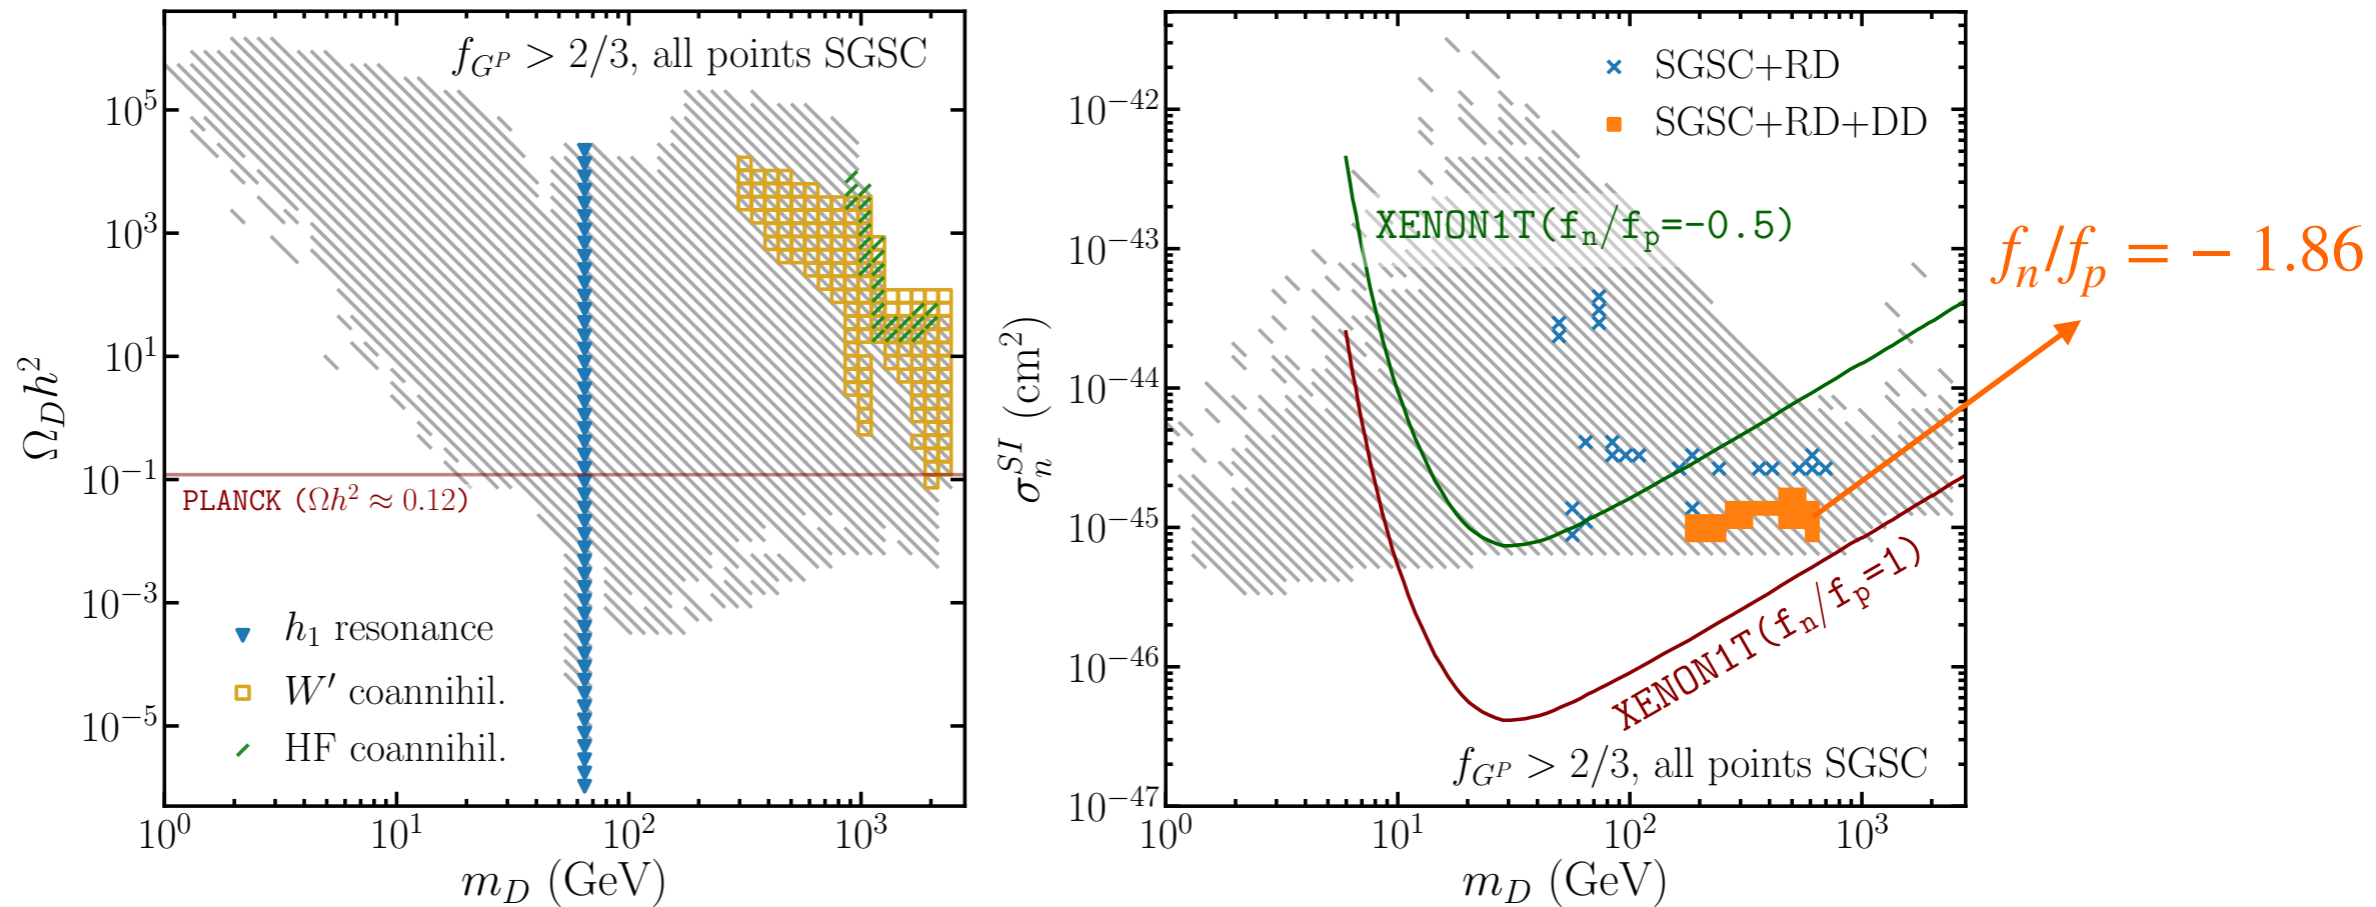 f_{G^P} > 2/3, all points SGSC
10^5
10^3
10^1
10^{-1}
10^{-3}
10^{-5}
Ω_D h^2
PLANCK (Ωh^2 ≈ 0.12)
h_1 resonance
W′ coannihil.
HF coannihil.
10^0 10^1 10^2 10^3
m_D (GeV)
SGSC+RD
SGSC+RD+DD
10^{-42}
10^{-43}
10^{-44}
10^{-45}
10^{-46}
10^{-47}
σ_n^{SI} (cm^2)
XENON1T(f_n/f_p=-0.5)
XENON1T(f_n/f_p=1)
f_{G^P} > 2/3, all points SGSC
10^0 10^1 10^2 10^3
m_D (GeV)
f_n/f_p = − 1.86